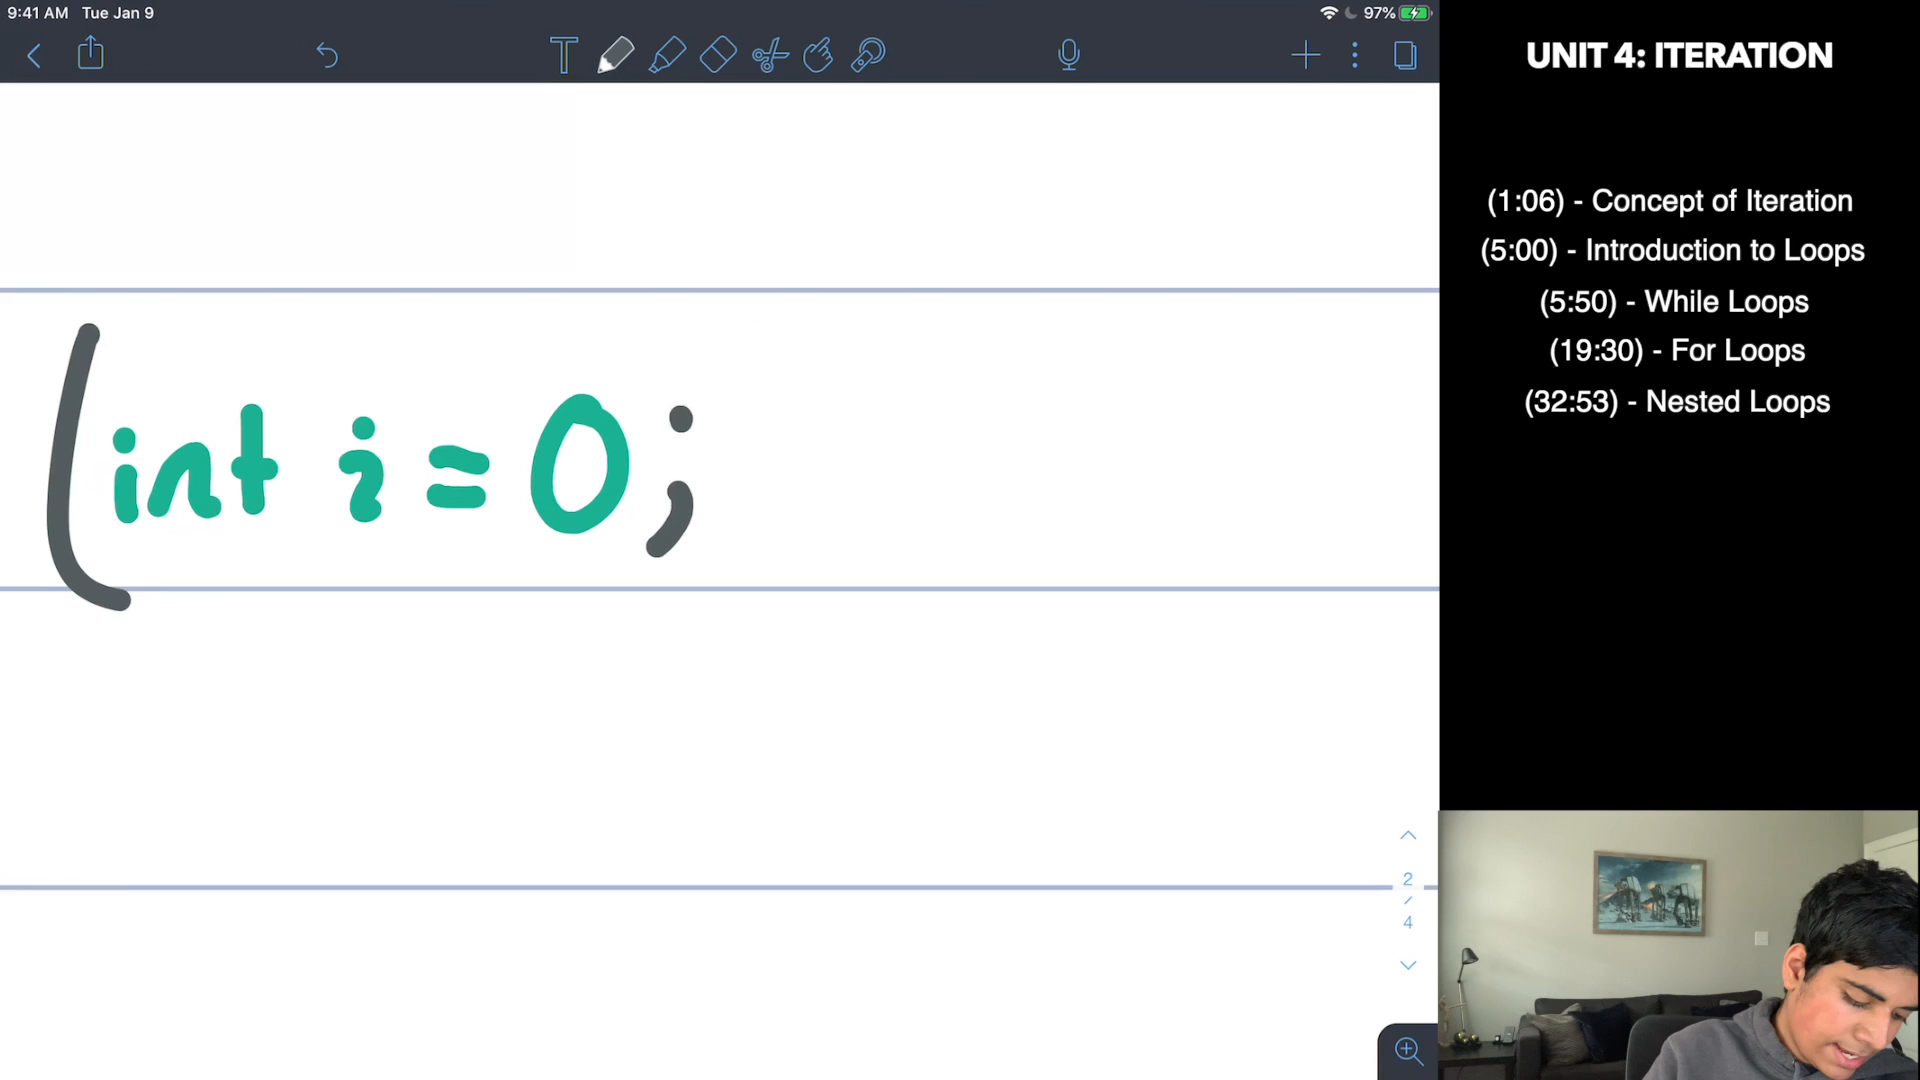 9:41 AM Tue Jan 9
97%
UNIT 4: ITERATION
(1:06) - Concept of Iteration
(5:00) - Introduction to Loops
(5:50) - While Loops
(19:30) - For Loops
(32:53) - Nested Loops
(int i = 0;
2
/
4